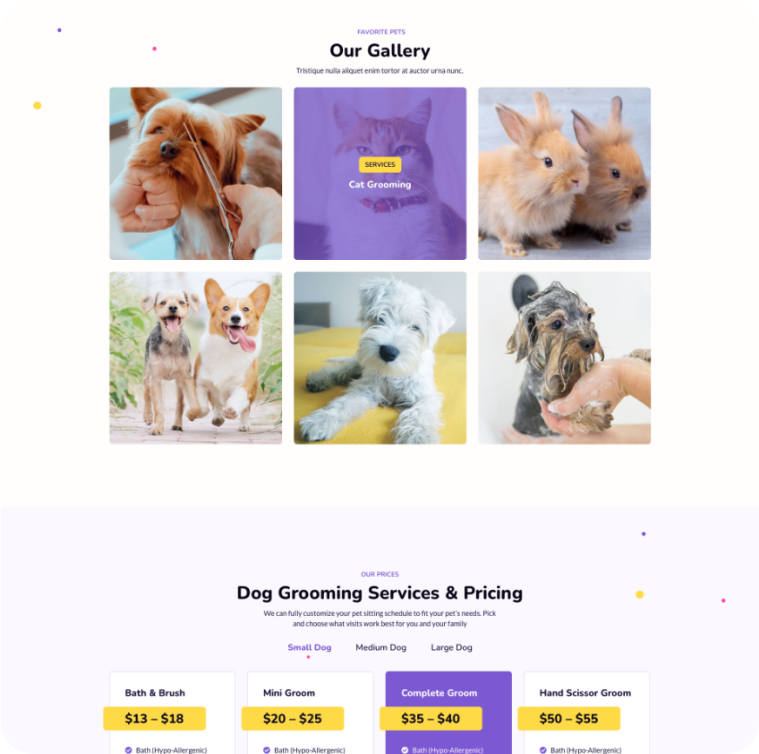 FAVORITE PETS
Our Gallery
Tristique nulla aliquet enim tortor at auctor urna nunc.
SERVICES
Cat Grooming
OUR PRICES
Dog Grooming Services & Pricing
We can fully customize your pet sitting schedule to fit your pet's needs. Pick
and choose what visits work best for you and your family
Small Dog
Medium Dog
Large Dog
Bath & Brush
$13 – $18
Bath (Hypo-Allergenic)
Mini Groom
$20 – $25
Bath (Hypo-Allergenic)
Complete Groom
$35 – $40
Bath (Hypo-Allergenic)
Hand Scissor Groom
$50 – $55
Bath (Hypo-Allergenic)